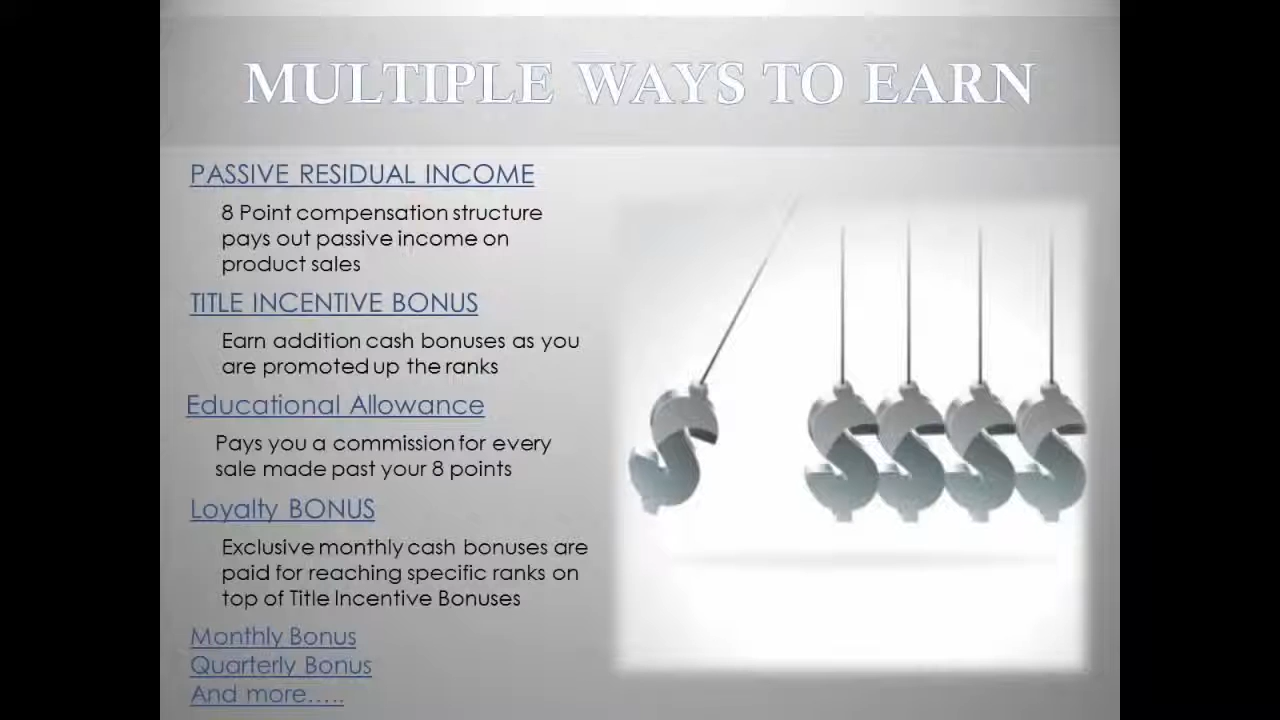 MULTIPLE WAYS TO EARN
PASSIVE RESIDUAL INCOME
8 Point compensation structure
pays out passive income on
product sales
TITLE INCENTIVE BONUS
Earn addition cash bonuses as you
are promoted up the ranks
Educational Allowance
Pays you a commission for every
sale made past your 8 points
Loyalty BONUS
Exclusive monthly cash bonuses are
paid for reaching specific ranks on
top of Title Incentive Bonuses
Monthly Bonus
Quarterly Bonus
And more.....